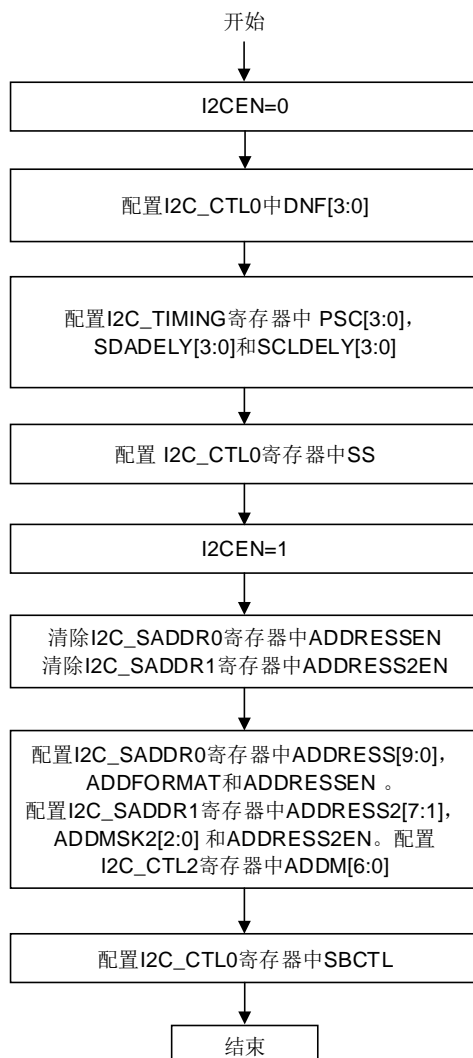 开始
I2CEN=0
配置I2C_CTL0中DNF[3:0]
配置I2C_TIMING寄存器中 PSC[3:0]，
SDADELY[3:0]和SCLDELY[3:0]
配置 I2C_CTL0寄存器中SS
I2CEN=1
清除I2C_SADDR0寄存器中ADDRESSEN
清除I2C_SADDR1寄存器中ADDRESS2EN
配置I2C_SADDR0寄存器中ADDRESS[9:0]，
ADDFORMAT和ADDRESSEN 。
配置I2C_SADDR1寄存器中ADDRESS2[7:1]，
ADDMSK2[2:0] 和ADDRESS2EN。配置
I2C_CTL2寄存器中ADDM[6:0]
配置I2C_CTL0寄存器中SBCTL
结束